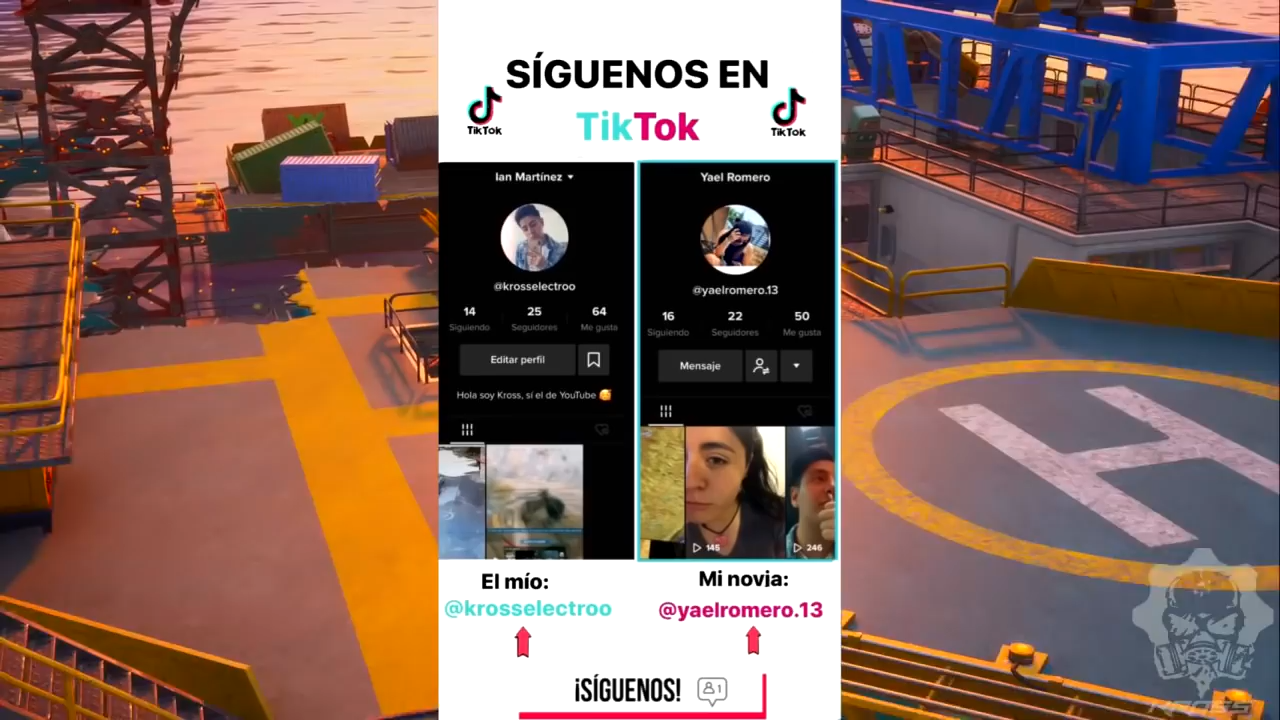 SÍGUENOS EN
TikTok
TikTok
TikTok
Ian Martínez
@krosselectroo
14 25 64
Siguiendo Seguidores Me gusta
Editar perfil
Hola soy Kross, sí el de YouTube 🥰
Yael Romero
@yaelromero.13
16 22 50
Siguiendo Seguidores Me gusta
Mensaje
145
246
El mío:
@krosselectroo
Mi novia:
@yaelromero.13
¡SÍGUENOS!
1
H
KROSS